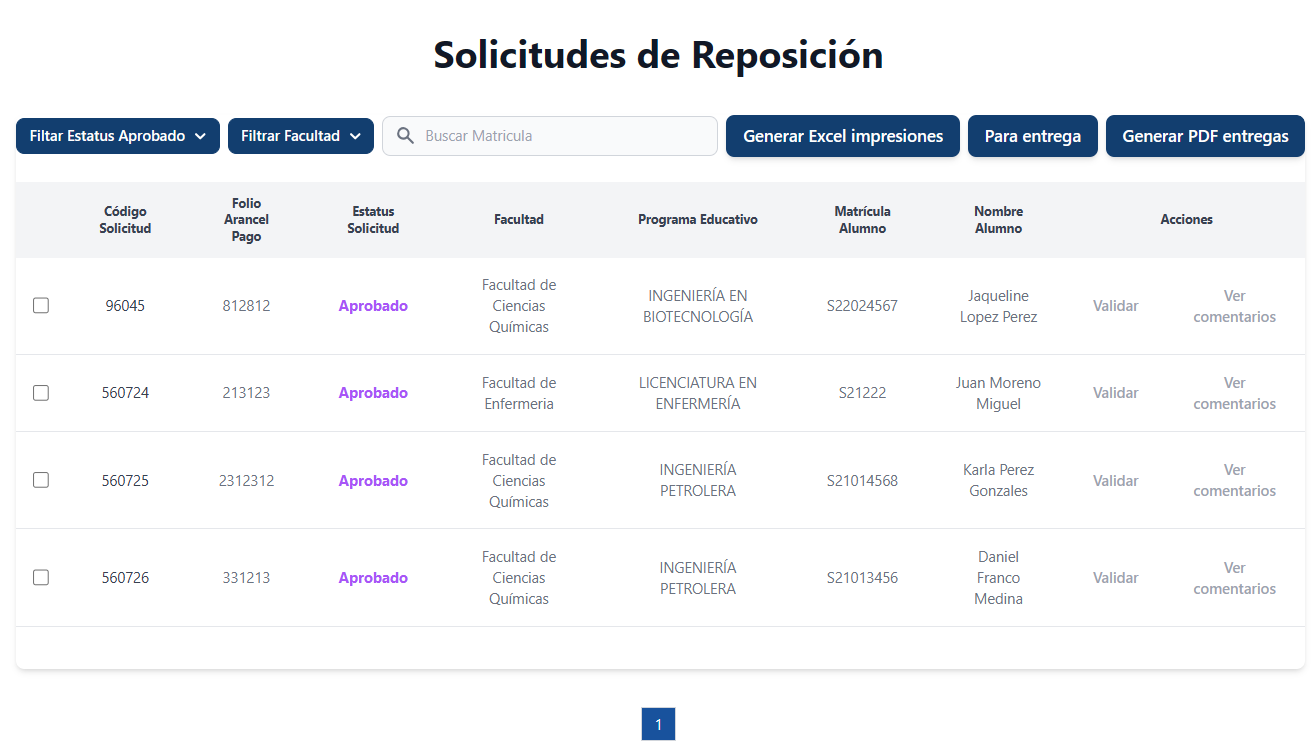 Solicitudes de Reposición
Filtar Estatus Aprobado
Filtrar Facultad
Buscar Matricula
Generar Excel impresiones
Para entrega
Generar PDF entregas
Código
Solicitud
Folio
Arancel
Pago
Estatus
Solicitud
Facultad
Programa Educativo
Matrícula
Alumno
Nombre
Alumno
Acciones
96045
812812
Aprobado
Facultad de
Ciencias
Químicas
INGENIERÍA EN
BIOTECNOLOGÍA
S22024567
Jaqueline
Lopez Perez
Validar
Ver
comentarios
560724
213123
Aprobado
Facultad de
Enfermeria
LICENCIATURA EN
ENFERMERÍA
S21222
Juan Moreno
Miguel
Validar
Ver
comentarios
560725
2312312
Aprobado
Facultad de
Ciencias
Químicas
INGENIERÍA
PETROLERA
S21014568
Karla Perez
Gonzales
Validar
Ver
comentarios
560726
331213
Aprobado
Facultad de
Ciencias
Químicas
INGENIERÍA
PETROLERA
S21013456
Daniel
Franco
Medina
Validar
Ver
comentarios
1